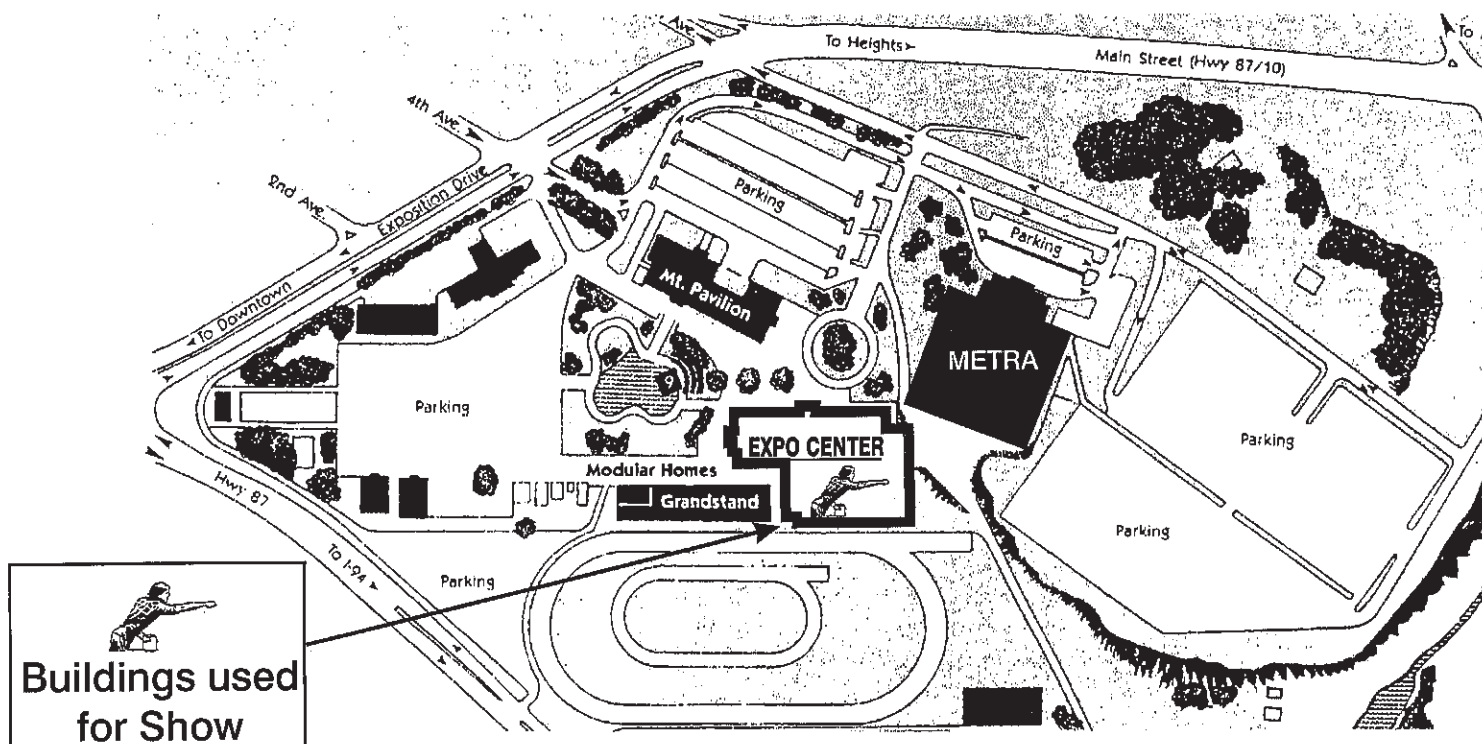 Ave.
To Heights
Main Street (Hwy 87/10)
To
4th Ave.
2nd Ave.
Exposition Drive
To Downtown
Parking
Parking
Mt. Pavilion
METRA
9
Parking
Parking
EXPO CENTER
Modular Homes
Grandstand
Hwy 87
To I-94
Parking
Parking
Buildings used
for Show